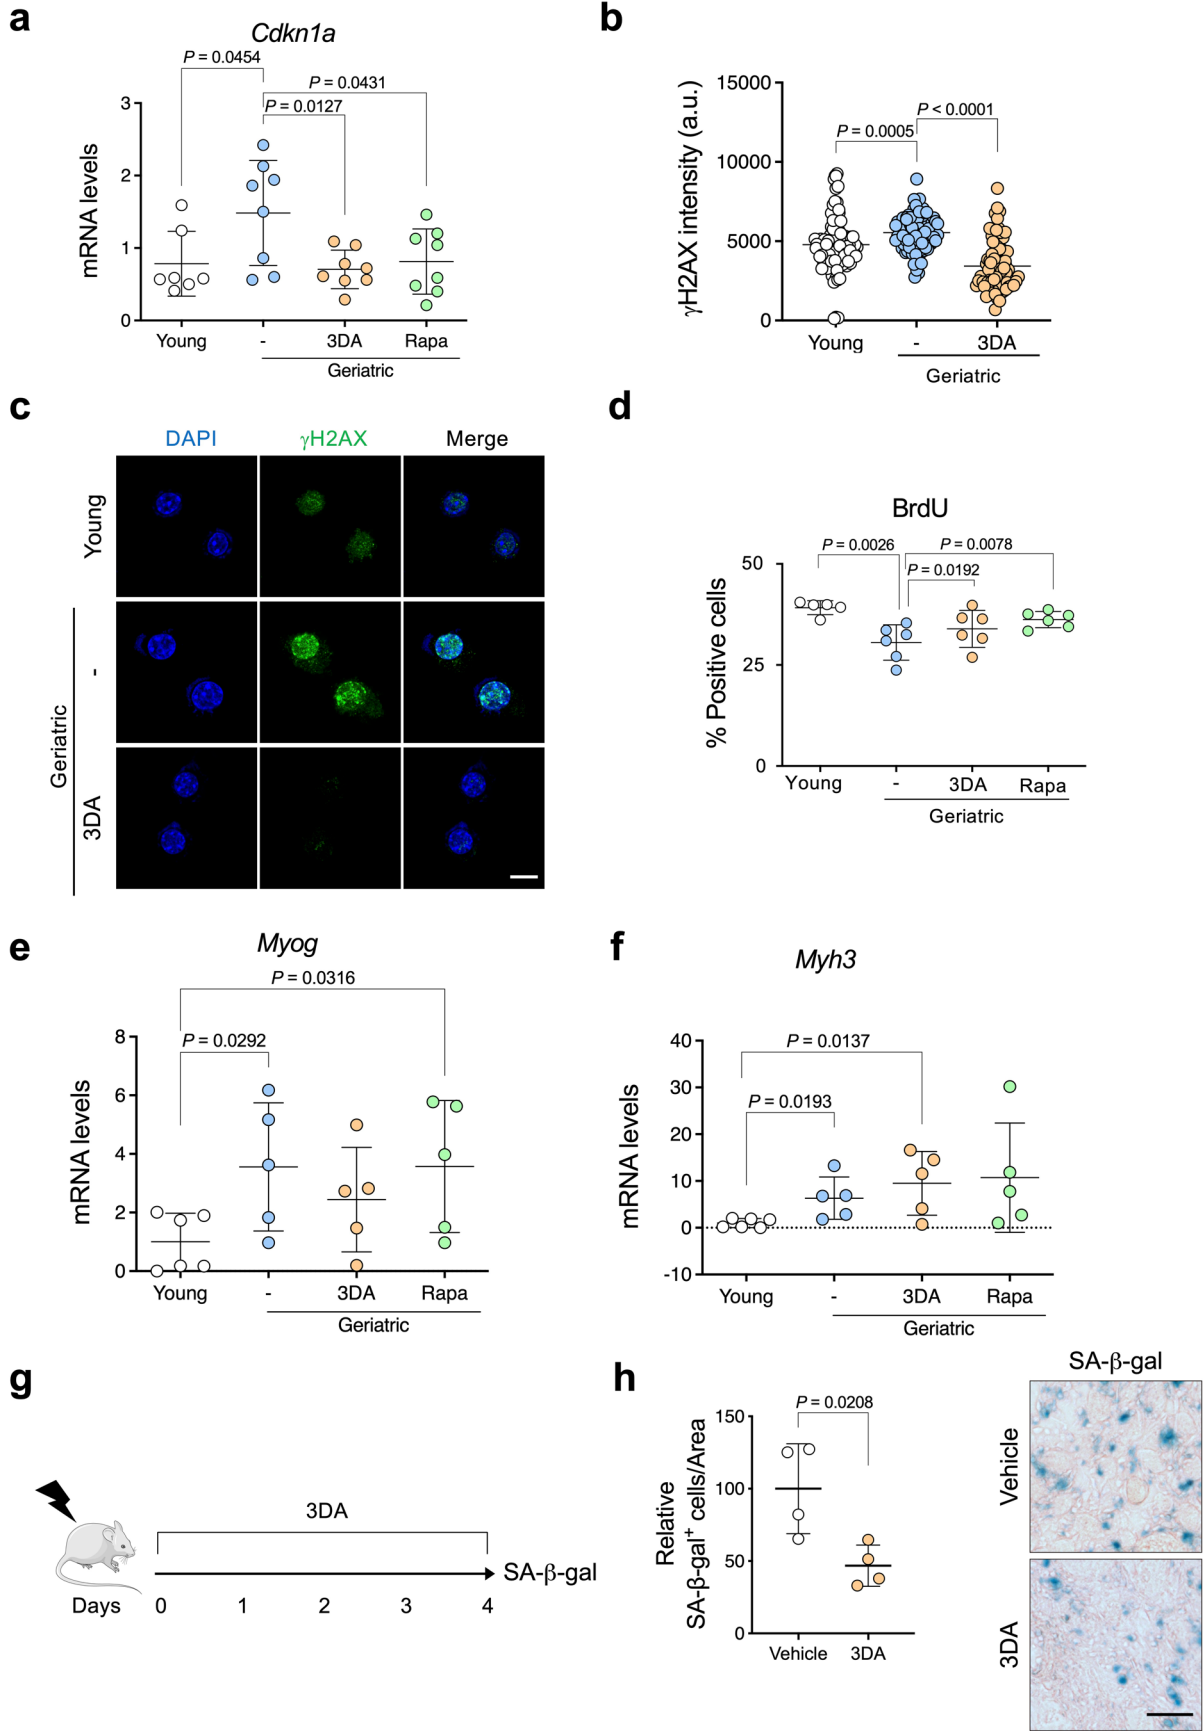 a
Cdkn1a
P = 0.0454
P = 0.0431
P = 0.0127
mRNA levels
3
2
1
0
Young
-
3DA
Rapa
Geriatric
b
γH2AX intensity (a.u.)
15000
10000
5000
0
P = 0.0005
P < 0.0001
Young
-
3DA
Geriatric
c
DAPI
γH2AX
Merge
Young
-
3DA
Geriatric
d
BrdU
P = 0.0026
P = 0.0078
P = 0.0192
% Positive cells
50
25
0
Young
-
3DA
Rapa
Geriatric
e
Myog
P = 0.0316
P = 0.0292
mRNA levels
8
6
4
2
0
Young
-
3DA
Rapa
Geriatric
f
Myh3
P = 0.0137
P = 0.0193
mRNA levels
40
30
20
10
0
-10
Young
-
3DA
Rapa
Geriatric
g
3DA
SA-β-gal
Days
0
1
2
3
4
h
P = 0.0208
Relative
SA-β-gal+ cells/Area
150
100
50
0
Vehicle
3DA
SA-β-gal
Vehicle
3DA